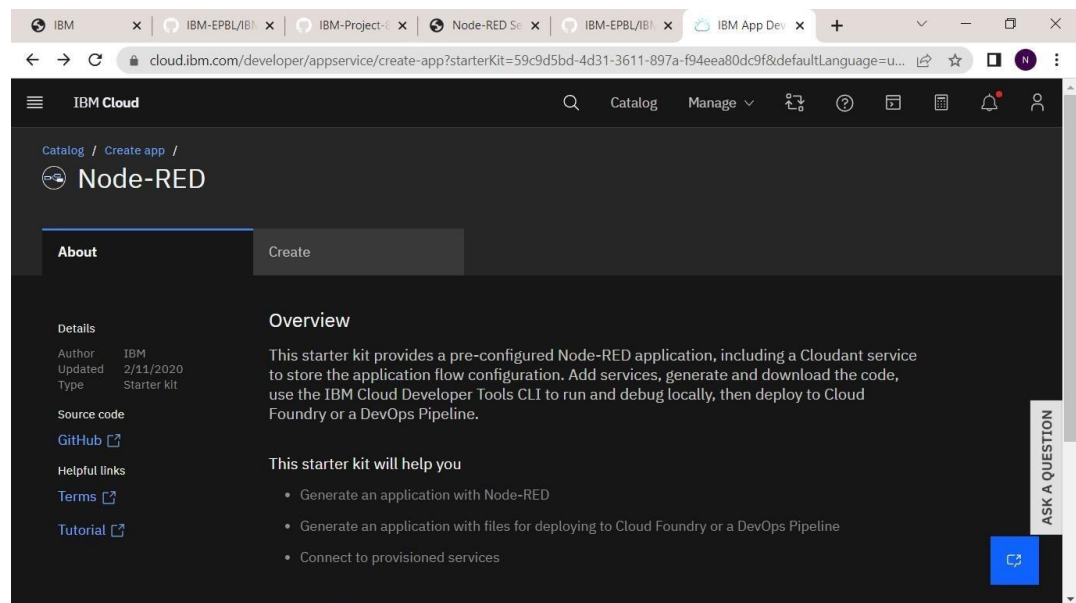 IBM
IBM-EPBL/IBM
IBM-Project-8
Node-RED Se
IBM-EPBL/IBM
IBM App Dev
cloud.ibm.com/developer/appservice/create-app?starterKit=59c9d5bd-4d31-3611-897a-f94eea80dc9f&defaultLanguage=u...
N
IBM Cloud
Catalog
Manage
Catalog / Create app /
Node-RED
About
Create
Details
Author IBM
Updated 2/11/2020
Type Starter kit
Source code
GitHub
Helpful links
Terms
Tutorial
Overview
This starter kit provides a pre-configured Node-RED application, including a Cloudant service
to store the application flow configuration. Add services, generate and download the code,
use the IBM Cloud Developer Tools CLI to run and debug locally, then deploy to Cloud
Foundry or a DevOps Pipeline.
This starter kit will help you
• Generate an application with Node-RED
• Generate an application with files for deploying to Cloud Foundry or a DevOps Pipeline
• Connect to provisioned services
ASK A QUESTION